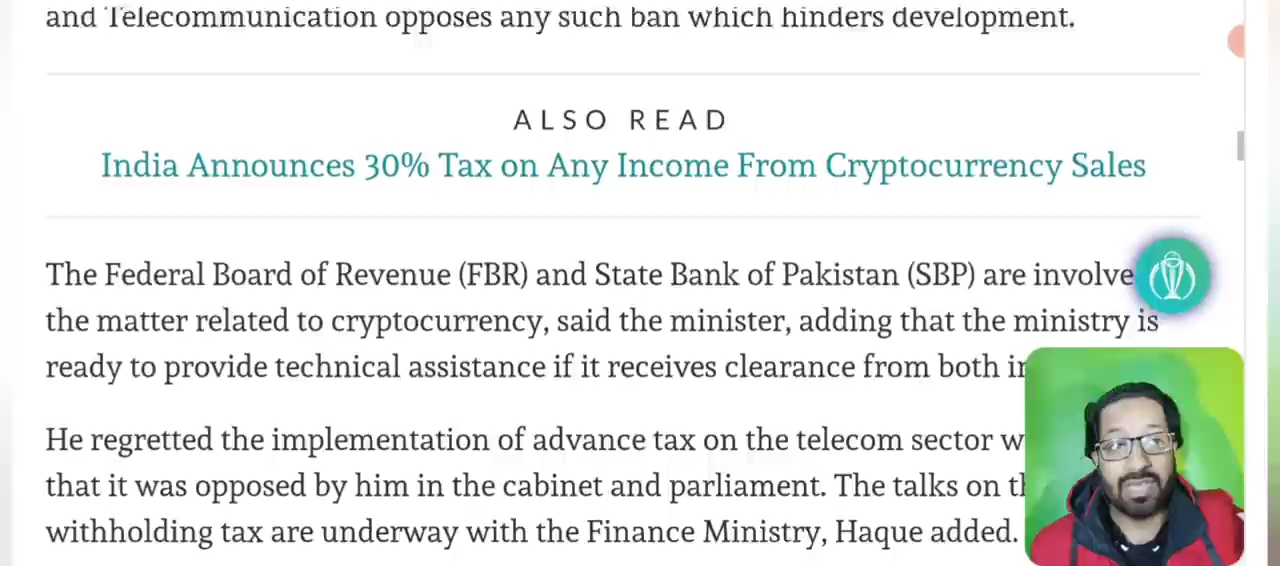 and Telecommunication opposes any such ban which hinders development.
ALSO READ
India Announces 30% Tax on Any Income From Cryptocurrency Sales
The Federal Board of Revenue (FBR) and State Bank of Pakistan (SBP) are
the matter related to cryptocurrency, said the minister, adding that the ministry is
ready to provide technical assistance if it receives clearance from both
He regretted the implementation of advance tax on the telecom sector
that it was opposed by him in the cabinet and parliament. The talks on
withholding tax are underway with the Finance Ministry, Haque added.